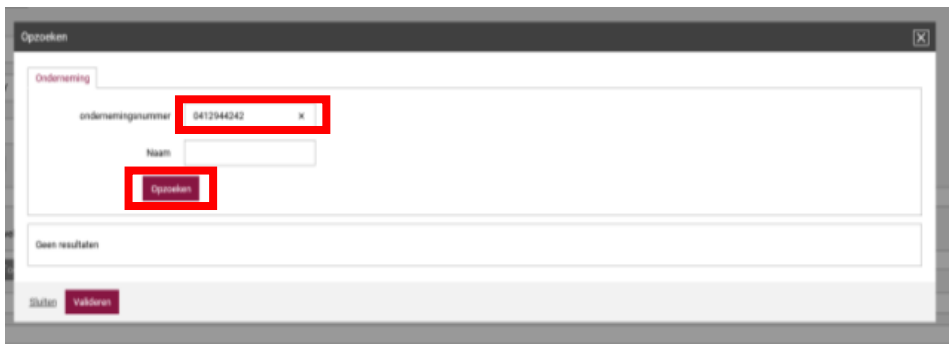 Opzoeken
Onderneming
ondernemingsnummer 0412944242 ×
Naam
Opzoeken
Geen resultaten
Sluiten Valideren